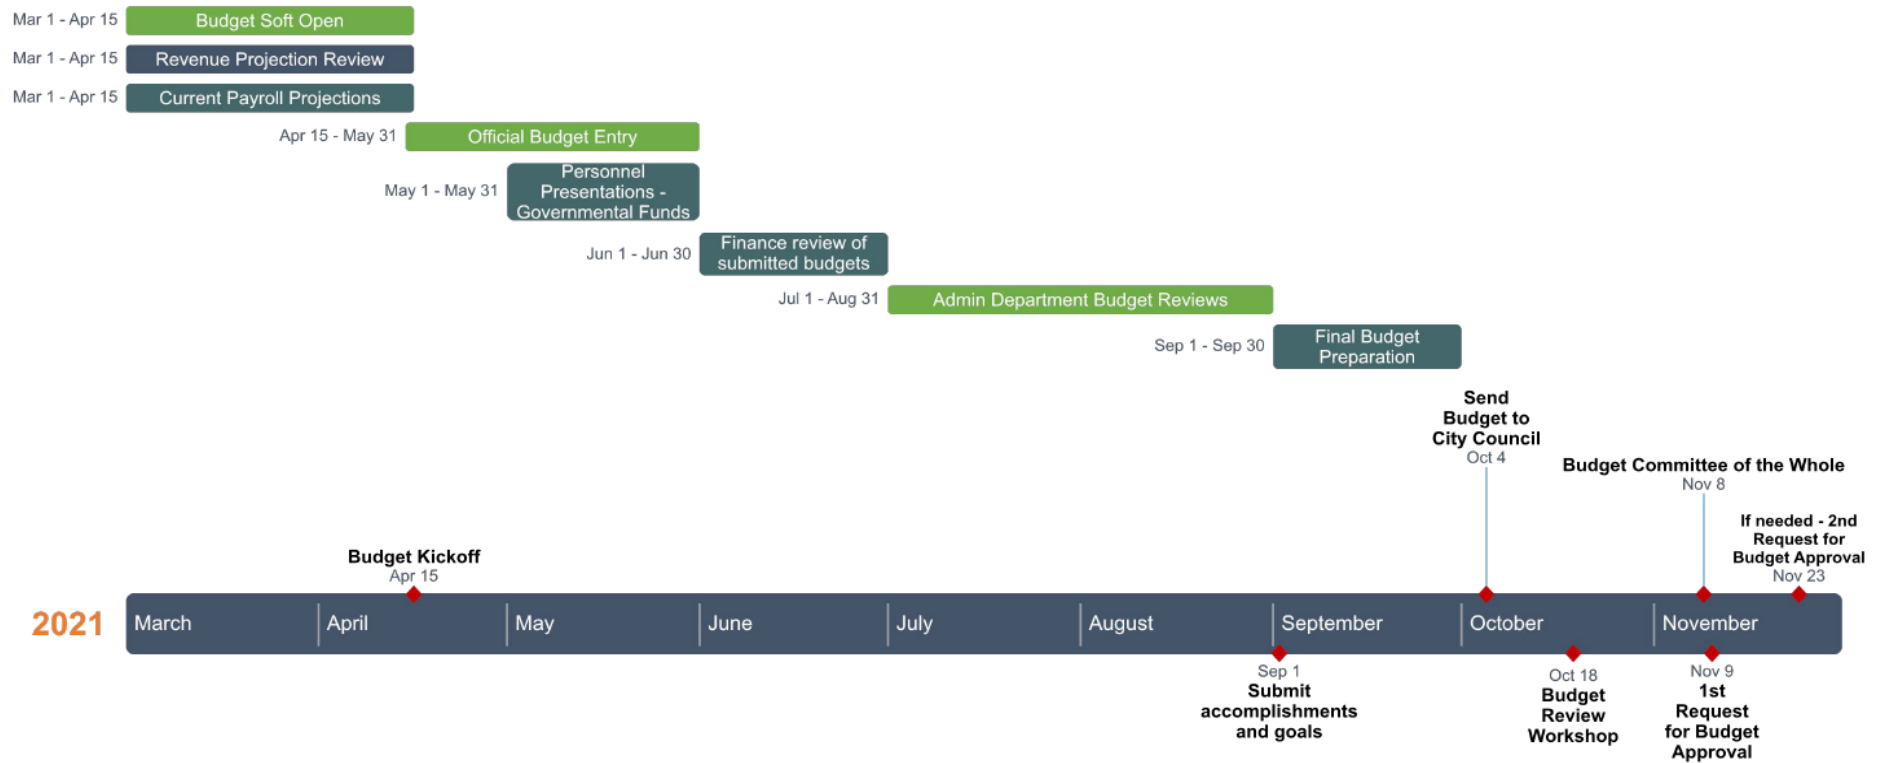 Mar 1 - Apr 15
Budget Soft Open
Mar 1 - Apr 15
Revenue Projection Review
Mar 1 - Apr 15
Current Payroll Projections
Apr 15 - May 31
Official Budget Entry
May 1 - May 31
Personnel
Presentations -
Governmental Funds
Jun 1 - Jun 30
Finance review of
submitted budgets
Jul 1 - Aug 31
Admin Department Budget Reviews
Sep 1 - Sep 30
Final Budget
Preparation
Send
Budget to
City Council
Oct 4
Budget Committee of the Whole
Nov 8
If needed - 2nd
Request for
Budget Approval
Nov 23
Budget Kickoff
Apr 15
2021
March
April
May
June
July
August
September
October
November
Sep 1
Submit
accomplishments
and goals
Oct 18
Budget
Review
Workshop
Nov 9
1st
Request
for Budget
Approval